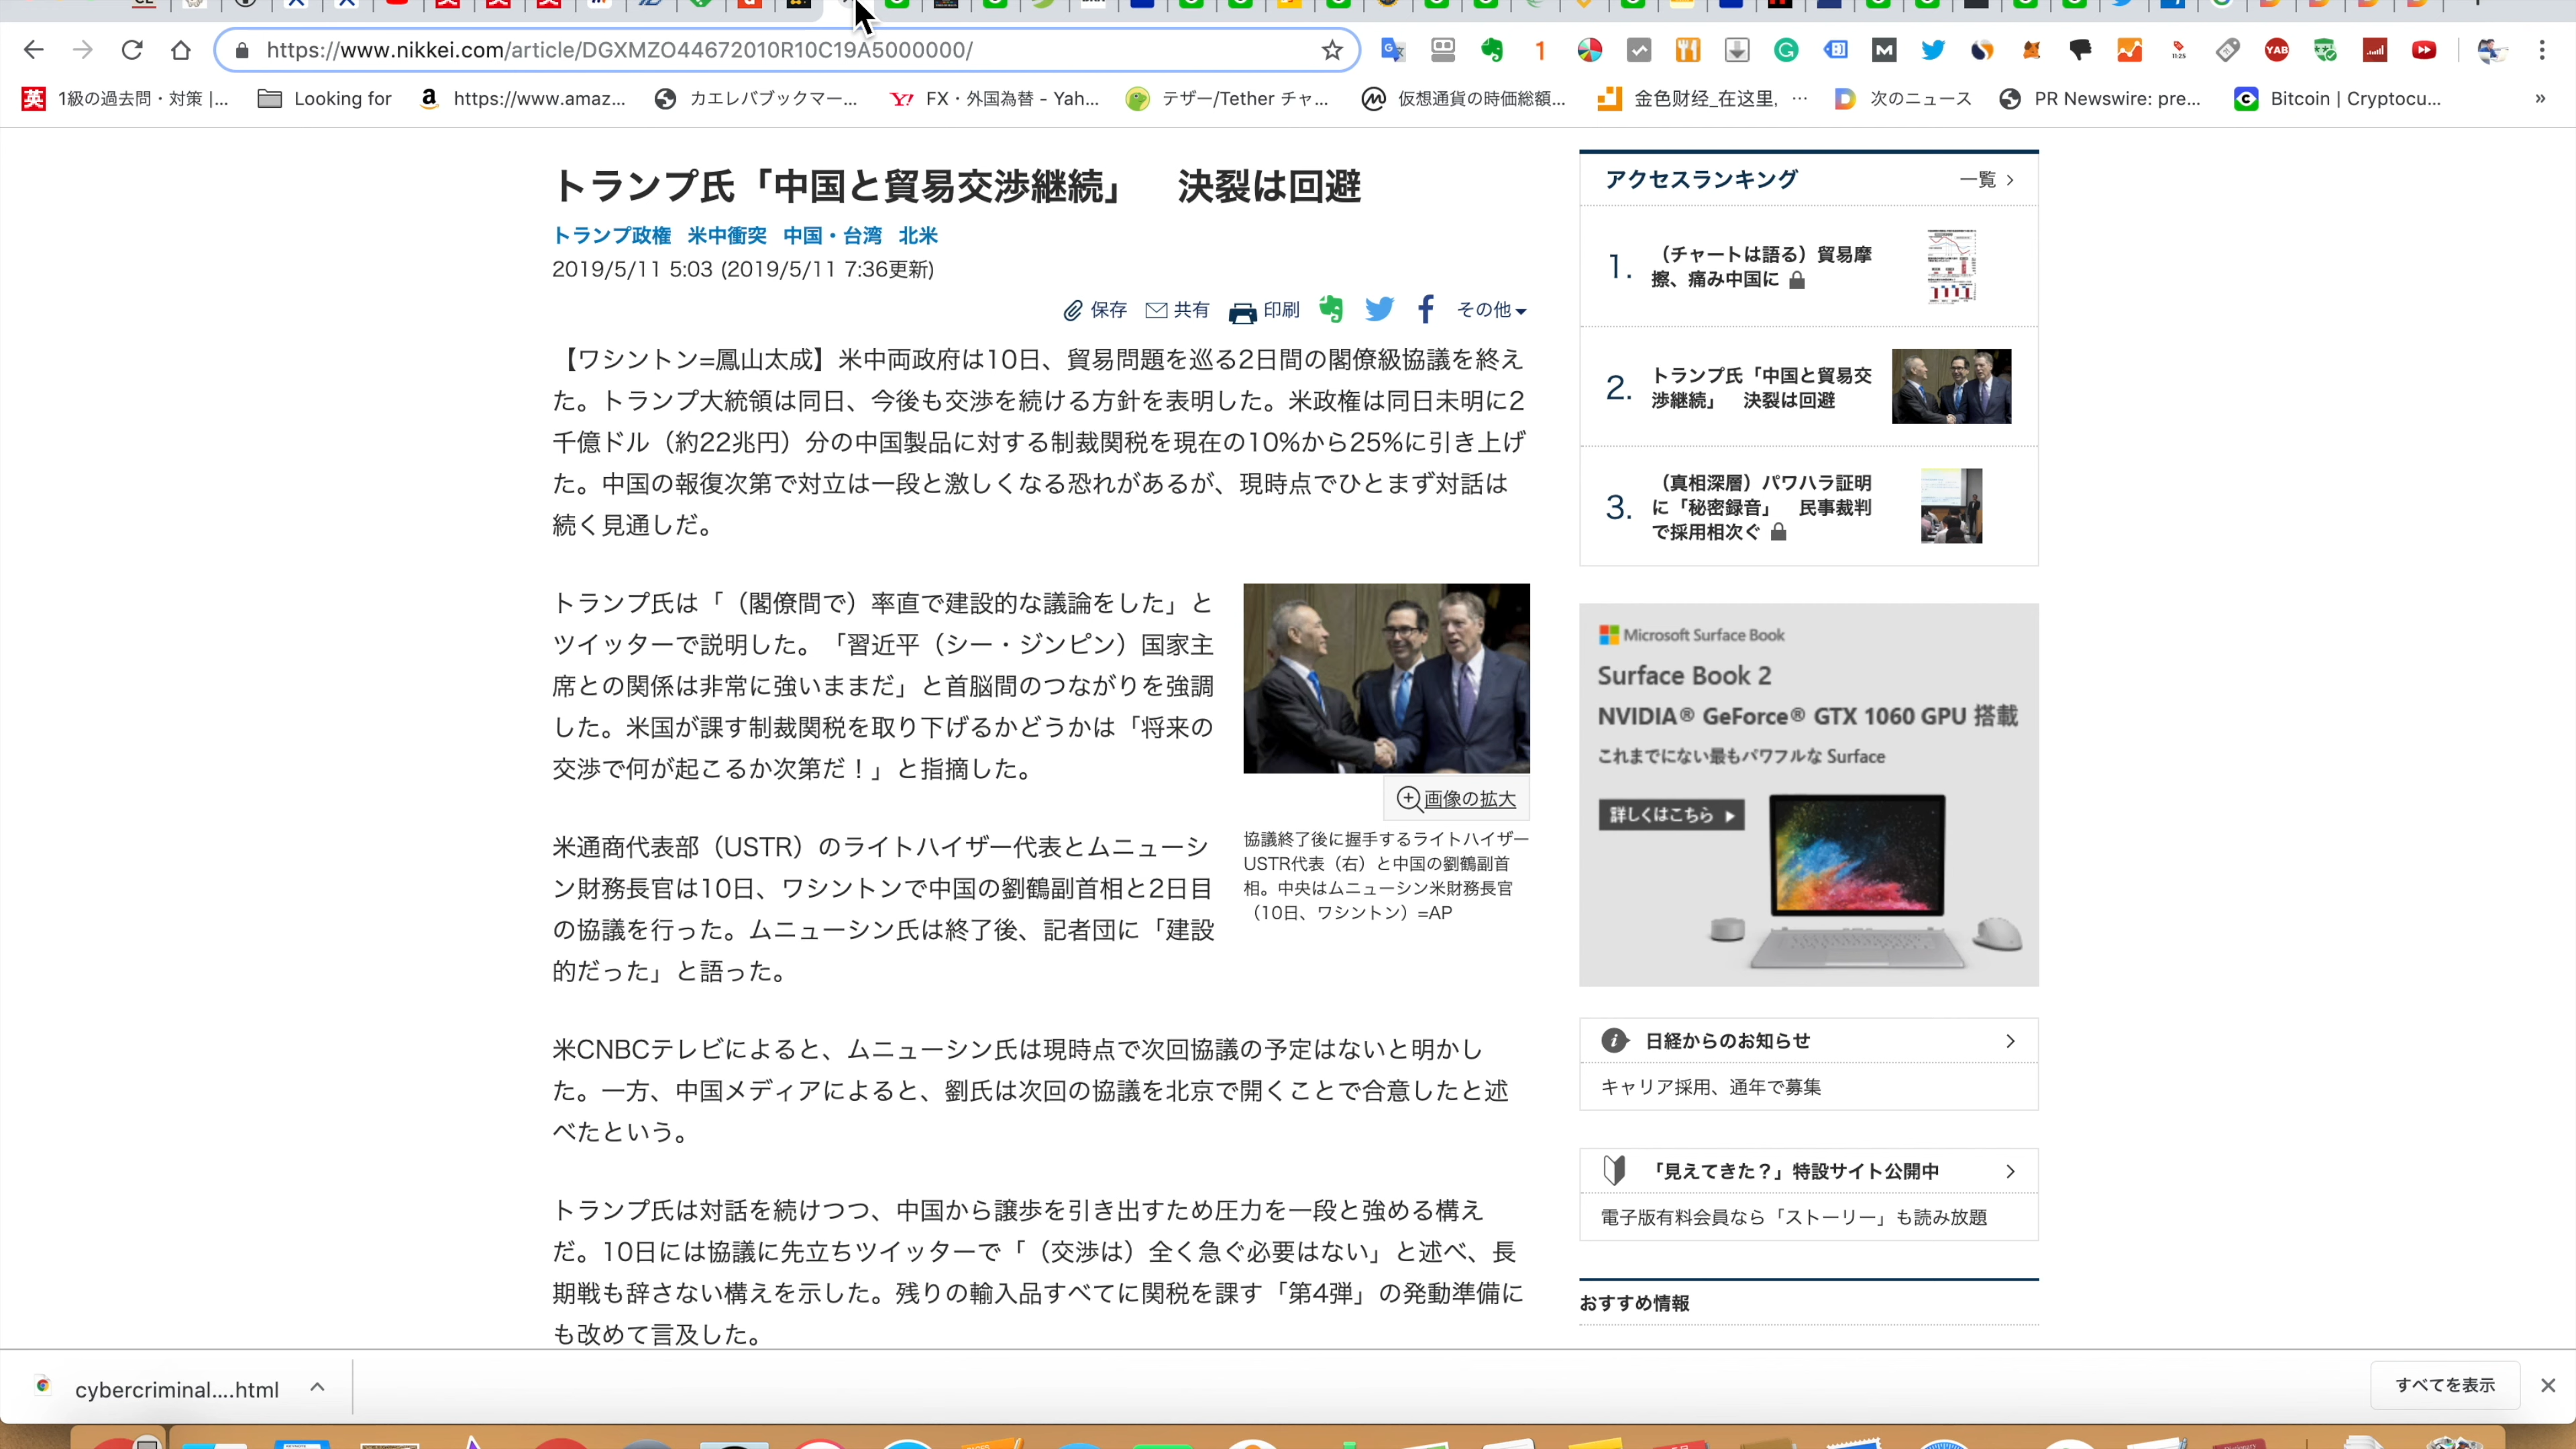 https://www.nikkei.com/article/DGXMZO44672010R10C19A5000000/
1級の過去問・対策 |...
Looking for
https://www.amaz...
カエレバブックマー...
FX・外国為替 - Yah...
テザー/Tether チャ...
仮想通貨の時価総額...
金色财经_在这里, ...
次のニュース
PR Newswire: pre...
Bitcoin | Cryptocu...
»
トランプ氏「中国と貿易交渉継続」　決裂は回避
トランプ政権 米中衝突 中国・台湾 北米
2019/5/11 5:03 (2019/5/11 7:36更新)
保存 共有 印刷 その他
【ワシントン=鳳山太成】米中両政府は10日、貿易問題を巡る2日間の閣僚級協議を終え
た。トランプ大統領は同日、今後も交渉を続ける方針を表明した。米政権は同日未明に2
千億ドル（約22兆円）分の中国製品に対する制裁関税を現在の10%から25%に引き上げ
た。中国の報復次第で対立は一段と激しくなる恐れがあるが、現時点でひとまず対話は
続く見通しだ。
トランプ氏は「（閣僚間で）率直で建設的な議論をした」と
ツイッターで説明した。「習近平（シー・ジンピン）国家主
席との関係は非常に強いままだ」と首脳間のつながりを強調
した。米国が課す制裁関税を取り下げるかどうかは「将来の
交渉で何が起こるか次第だ！」と指摘した。
画像の拡大
協議終了後に握手するライトハイザー
USTR代表（右）と中国の劉鶴副首
相。中央はムニューシン米財務長官
（10日、ワシントン）=AP
米通商代表部（USTR）のライトハイザー代表とムニューシ
ン財務長官は10日、ワシントンで中国の劉鶴副首相と2日目
の協議を行った。ムニューシン氏は終了後、記者団に「建設
的だった」と語った。
米CNBCテレビによると、ムニューシン氏は現時点で次回協議の予定はないと明かし
た。一方、中国メディアによると、劉氏は次回の協議を北京で開くことで合意したと述
べたという。
トランプ氏は対話を続けつつ、中国から譲歩を引き出すため圧力を一段と強める構え
だ。10日には協議に先立ちツイッターで「（交渉は）全く急ぐ必要はない」と述べ、長
期戦も辞さない構えを示した。残りの輸入品すべてに関税を課す「第4弾」の発動準備に
も改めて言及した。
アクセスランキング
一覧
1.
（チャートは語る）貿易摩
擦、痛み中国に
2.
トランプ氏「中国と貿易交
渉継続」　決裂は回避
3.
（真相深層）パワハラ証明
に「秘密録音」　民事裁判
で採用相次ぐ
Microsoft Surface Book
Surface Book 2
NVIDIA® GeForce® GTX 1060 GPU 搭載
これまでにない最もパワフルな Surface
詳しくはこちら
日経からのお知らせ
キャリア採用、通年で募集
「見えてきた？」特設サイト公開中
電子版有料会員なら「ストーリー」も読み放題
おすすめ情報
cybercriminal....html
すべてを表示